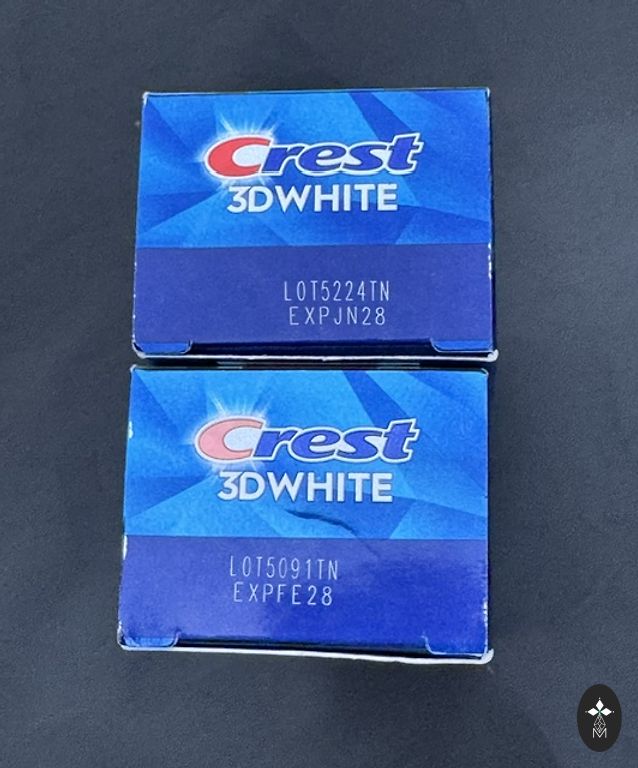 Crest
3DWHITE
LOT5224TN
EXPJN28
Crest
3DWHITE
LOT5091TN
EXPFE28
M